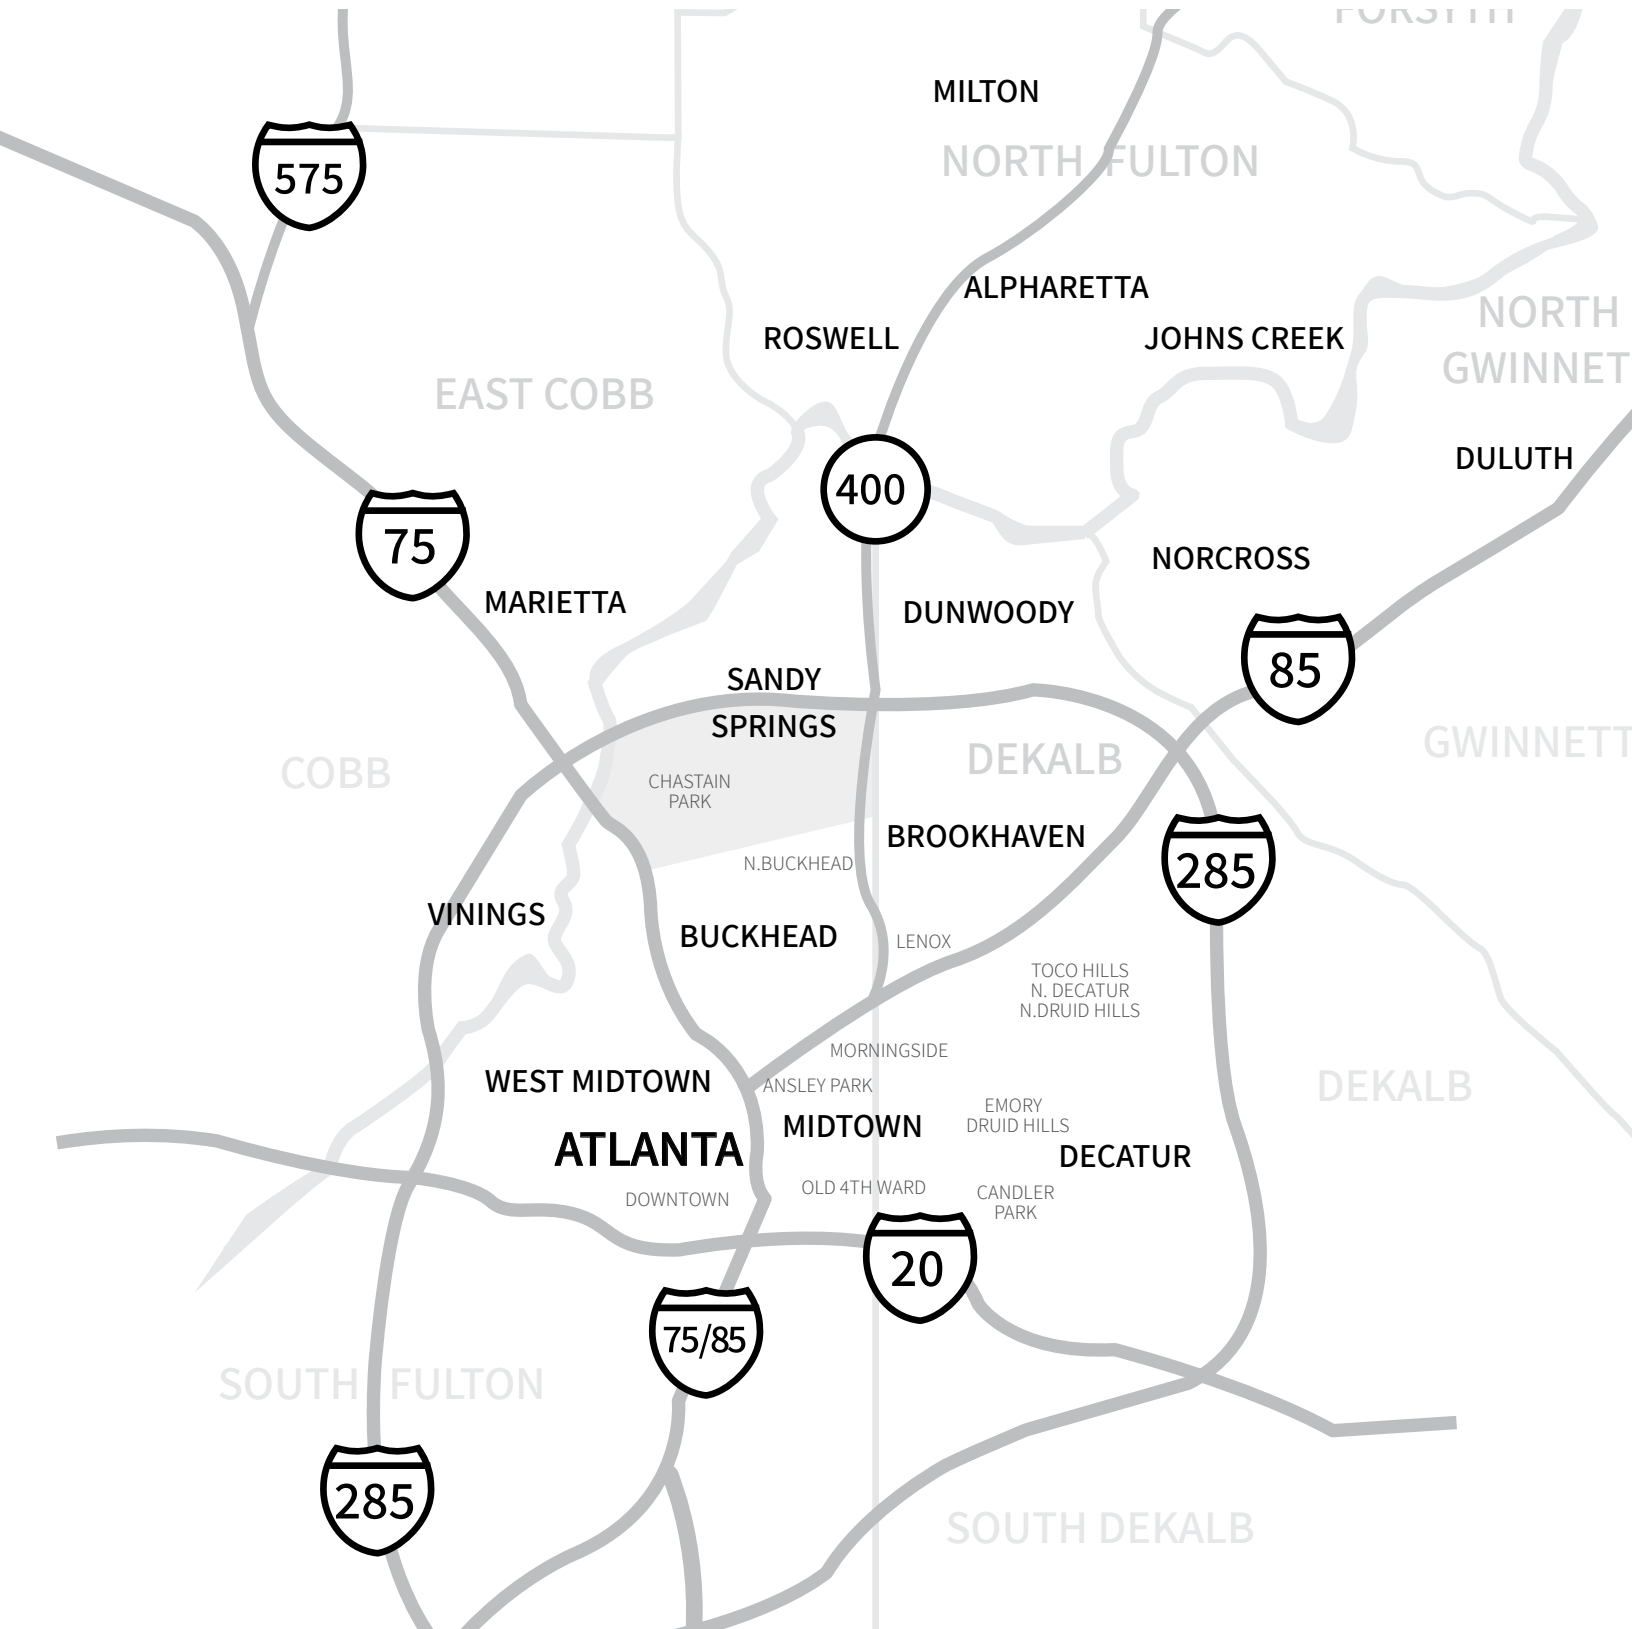 FORSYTH
MILTON
NORTH FULTON
575
ALPHARETTA
NORTH
GWINNET
ROSWELL
JOHNS CREEK
EAST COBB
DULUTH
400
75
NORCROSS
MARIETTA
DUNWOODY
85
SANDY
SPRINGS
GWINNETT
COBB
CHASTAIN
PARK
DEKALB
BROOKHAVEN
N.BUCKHEAD
285
VININGS
BUCKHEAD
LENOX
TOCO HILLS
N. DECATUR
N.DRUID HILLS
MORNINGSIDE
WEST MIDTOWN
ANSLEY PARK
DEKALB
EMORY
DRUID HILLS
MIDTOWN
ATLANTA
DECATUR
DOWNTOWN
OLD 4TH WARD
CANDLER
PARK
20
75/85
SOUTH FULTON
285
SOUTH DEKALB